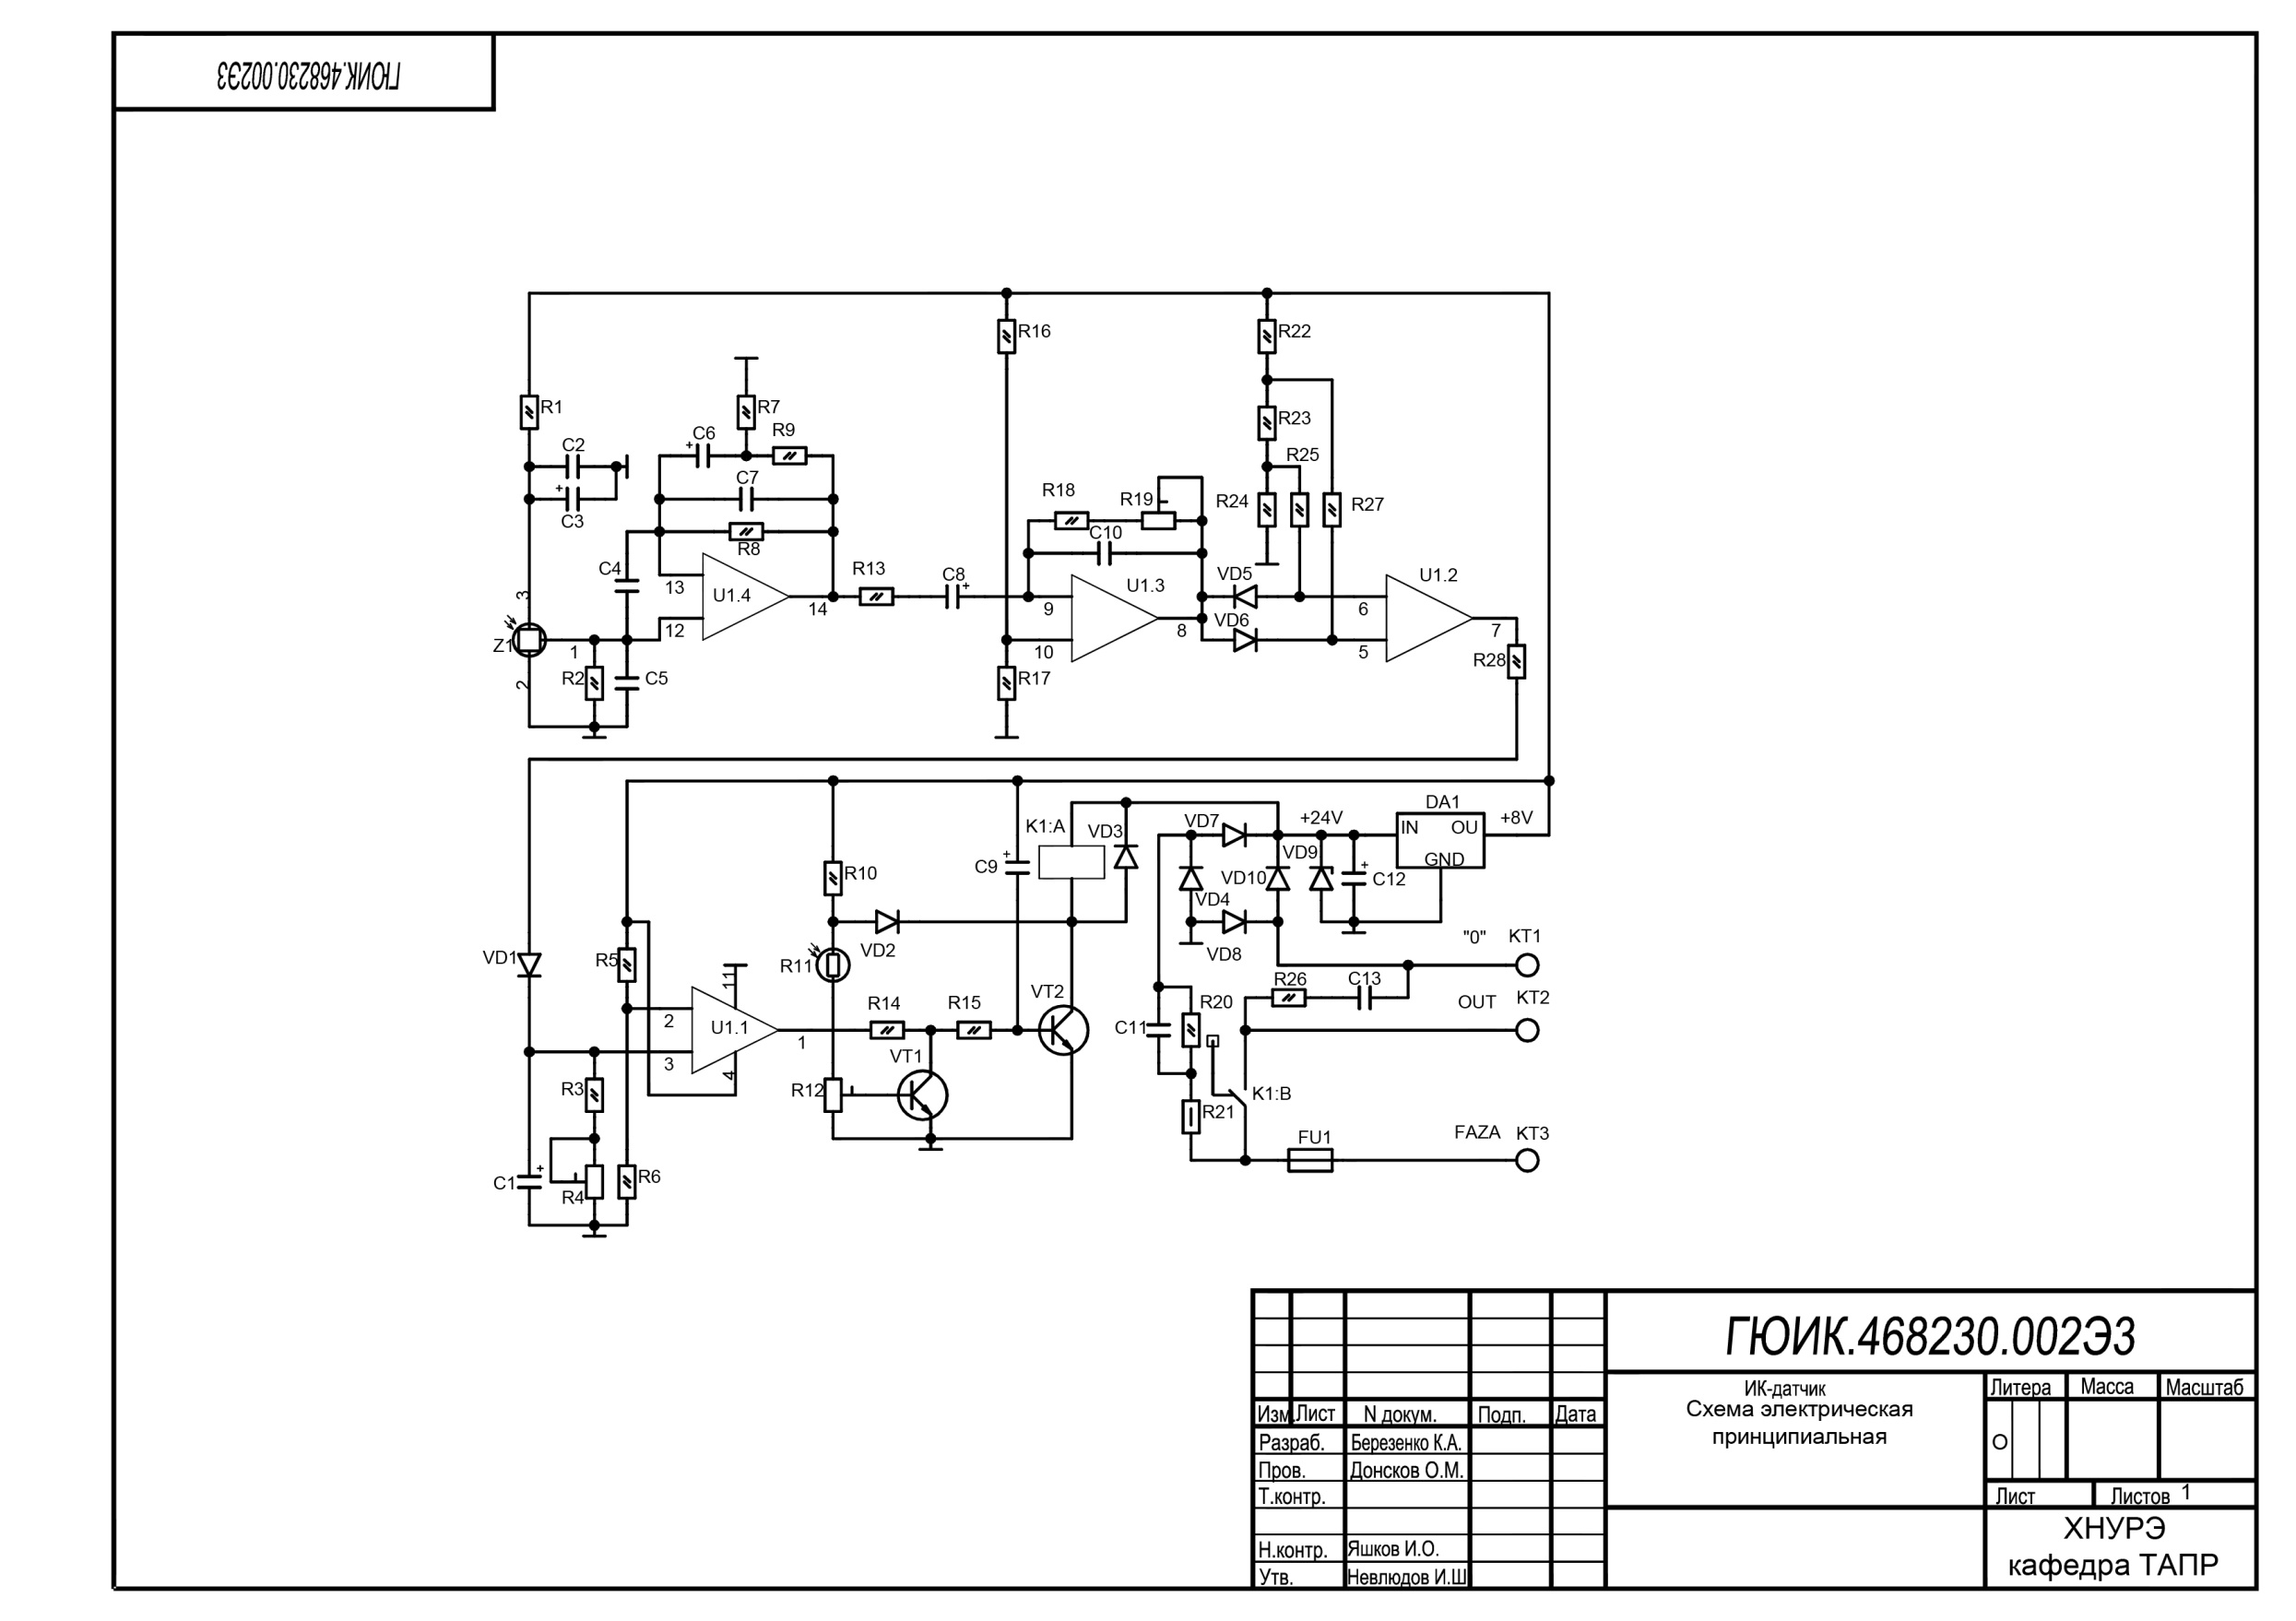 ГЮИК.468230.002Э3
R16
R22
R1
R7
R9
C6
C2
C3
C7
R8
R23
R25
R24
R27
R18
R19
C10
C4
13
U1.4
12
14
R13
C8
+
9
U1.3
10
8
VD5
VD6
U1.2
6
5
7
R28
3
Z1
1
2
R2
C5
R17
+
+
K1:A
VD3
VD7
+24V
DA1
IN
OU
GND
+8V
C9
+
R10
VD9
VD10
C12
+
VD4
VD8
VD2
R11
VD1
R5
11
2
U1.1
3
4
1
R14
R15
VT1
VT2
R12
R3
R4
R6
C1
+
"0"
KT1
R26
C13
OUT
KT2
R20
C11
R21
K1:B
FU1
FAZA
KT3
ГЮИК.468230.002Э3
ИК-датчик
Схема электрическая
принципиальная
Литера
Масса
Масштаб
О
Лист
Листов 1
ХНУРЭ
кафедра ТАПР
Изм.
Лист
N докум.
Подп.
Дата
Разраб.
Березенко К.А.
Пров.
Донсков О.М.
Т.контр.
Н.контр.
Яшков И.О.
Утв.
Невлюдов И.Ш